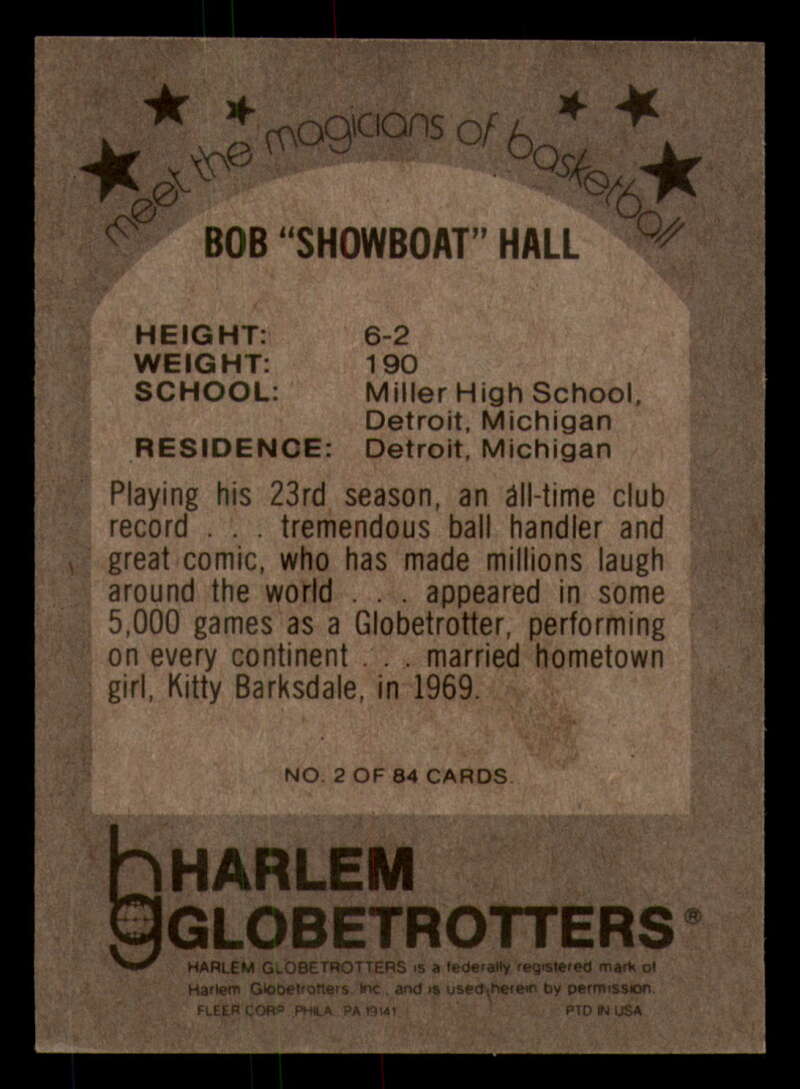 meet the magicians of basketball
BOB “SHOWBOAT” HALL
HEIGHT: 6-2
WEIGHT: 190
SCHOOL: Miller High School,
Detroit, Michigan
RESIDENCE: Detroit, Michigan
Playing his 23rd season, an all-time club
record . . . tremendous ball handler and
great comic, who has made millions laugh
around the world . . . appeared in some
5,000 games as a Globetrotter, performing
on every continent . . . married hometown
girl, Kitty Barksdale, in 1969.
NO. 2 OF 84 CARDS.
hg HARLEM
GLOBETROTTERS ®
HARLEM GLOBETROTTERS is a federally registered mark of
Harlem Globetrotters, Inc., and is used herein by permission.
FLEER CORP. PHILA. PA 19141 PTD IN USA